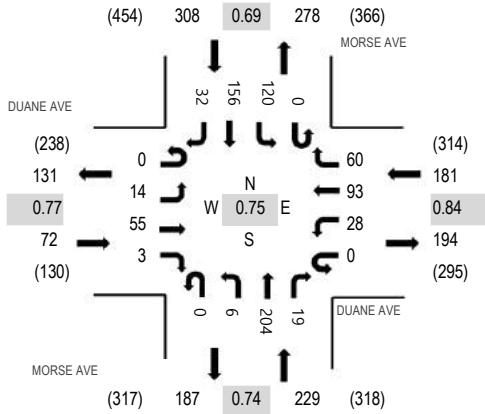 (454) 308 0.69 278 (366)
MORSE AVE
32 156 120 0
DUANE AVE
(238) (314)
131 0 60 181
14 N 93
0.77 W 0.75 E 0.84
55 28
72 S 194
3 0
(130) (295)
0 6 204 19
DUANE AVE
MORSE AVE
(317) 187 0.74 229 (318)